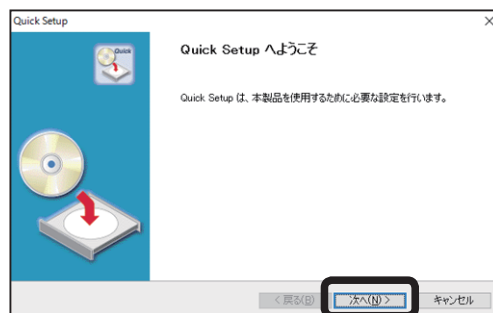 Quick Setup
Quick
Quick Setup へようこそ
Quick Setup は、本製品を使用するために必要な設定を行います。
< 戻る(B)
次へ(N) >
キャンセル